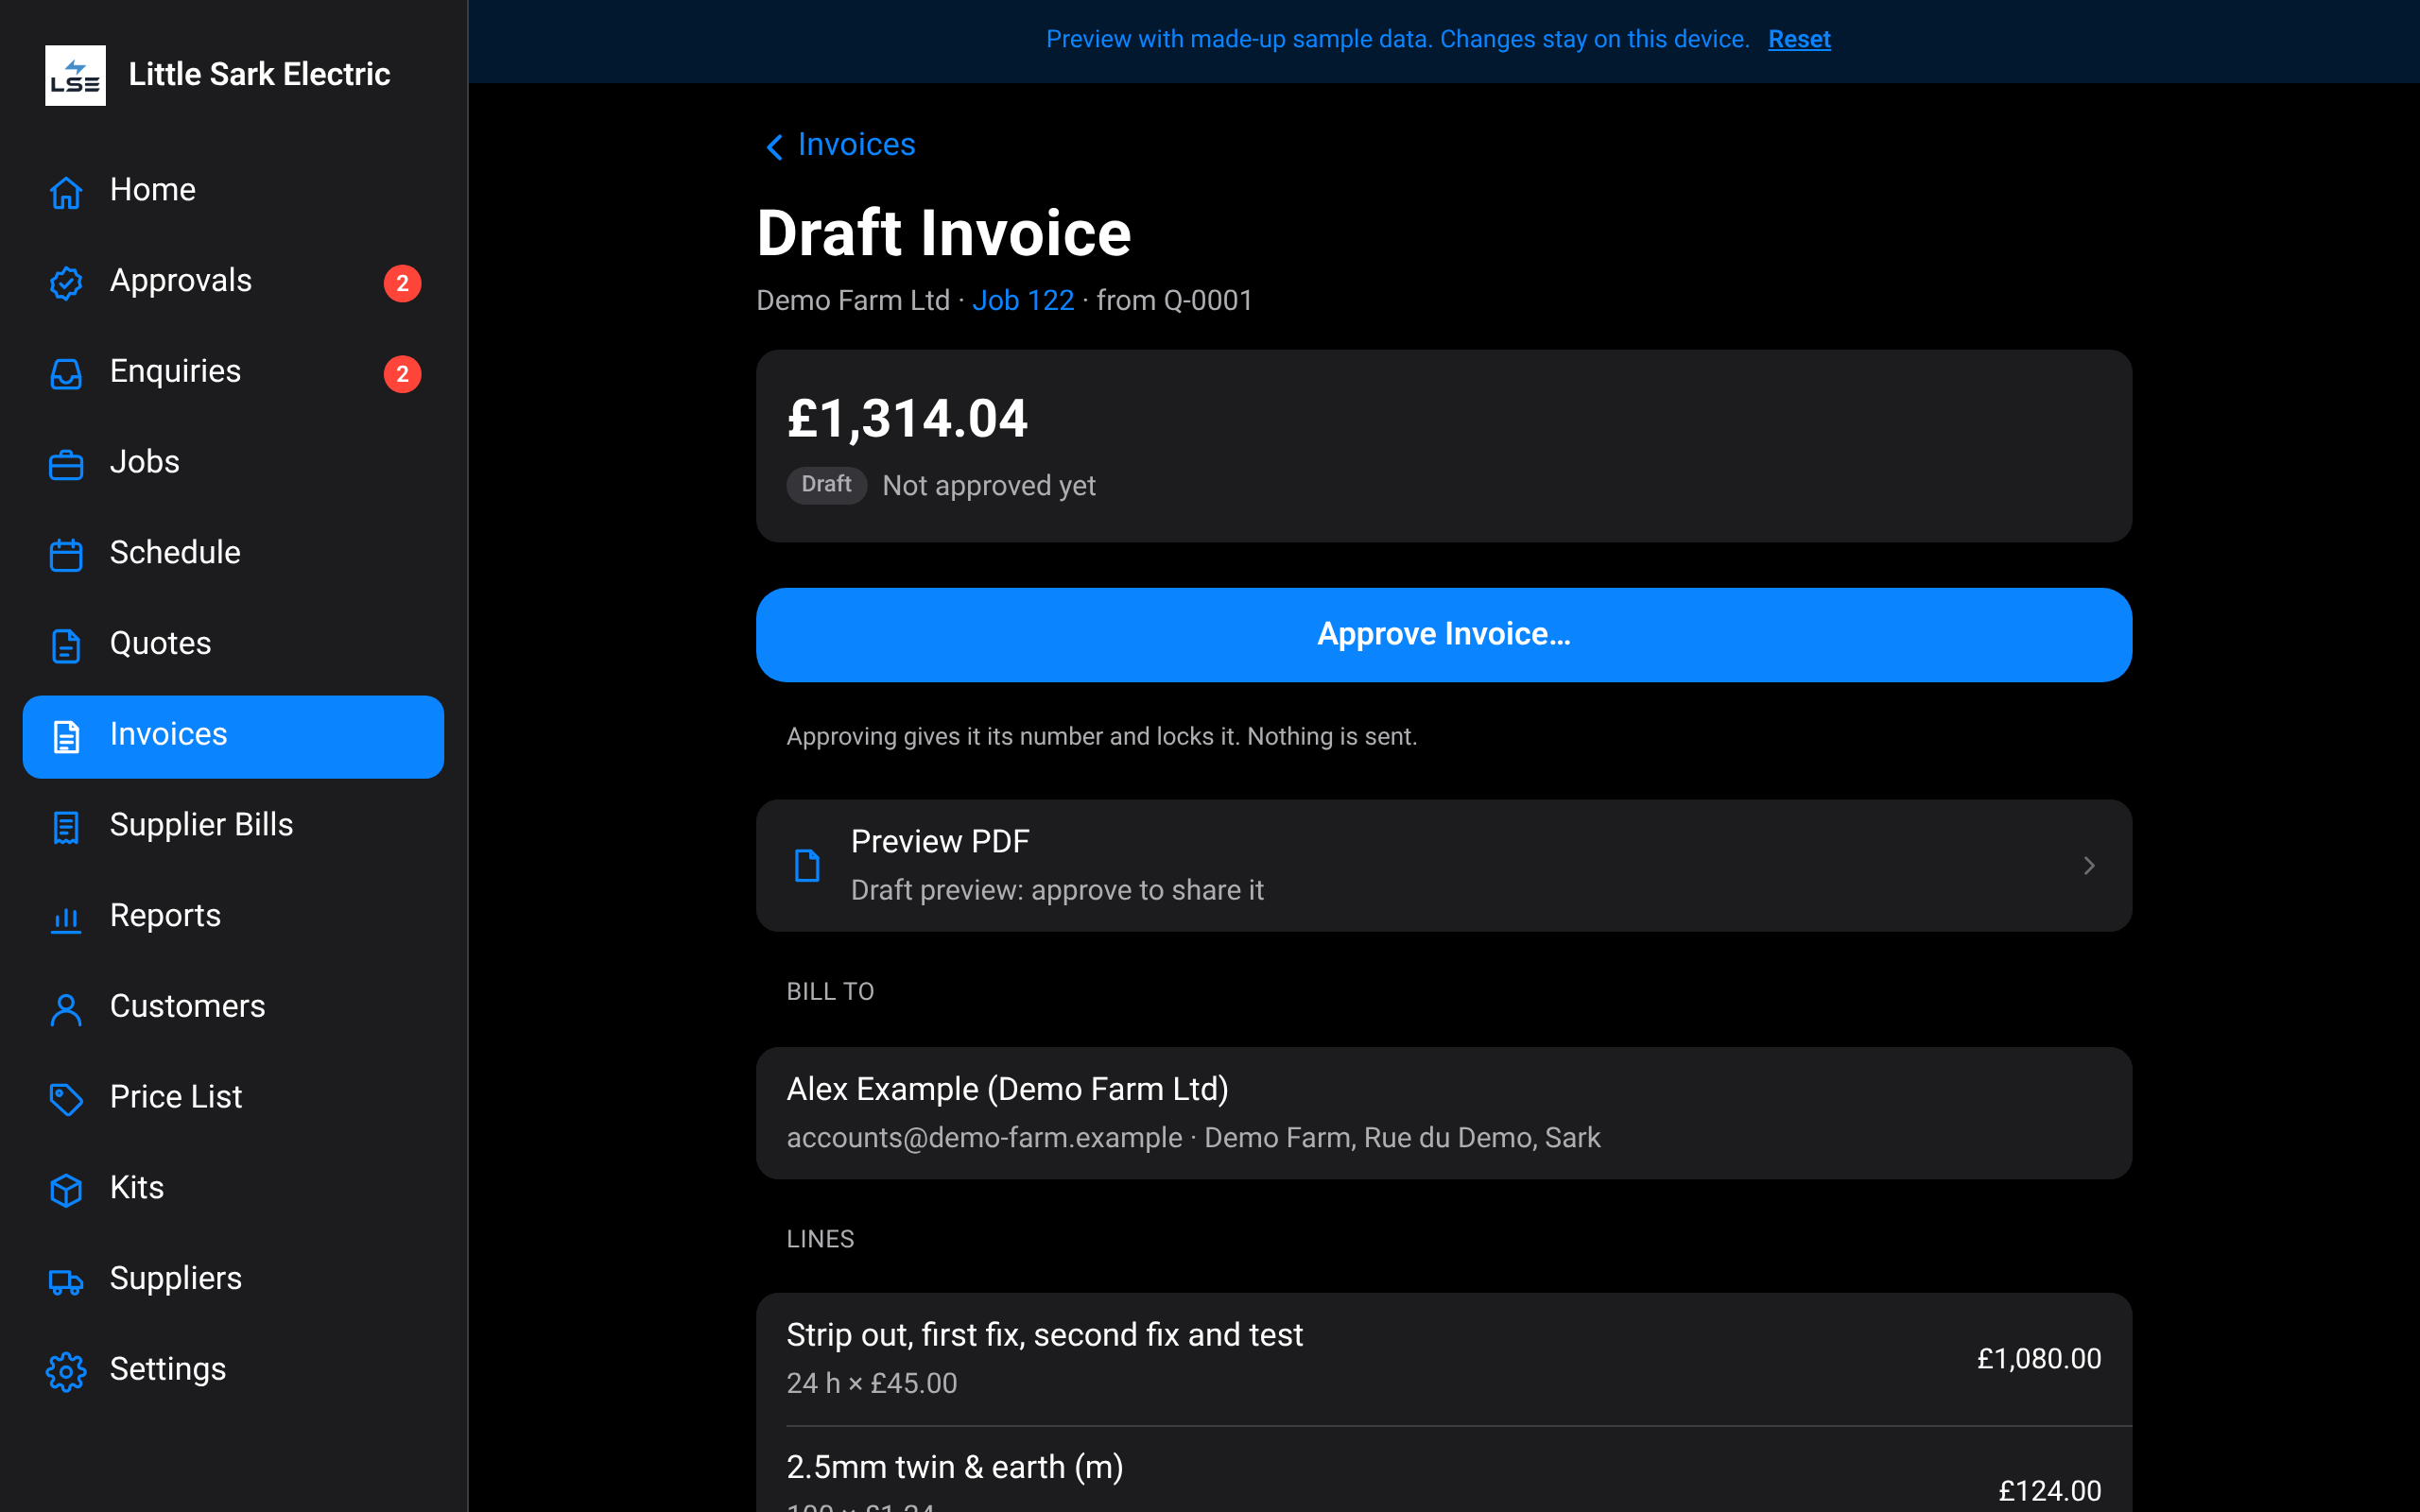 LSE
Little Sark Electric
Home
Approvals 2
Enquiries 2
Jobs
Schedule
Quotes
Invoices
Supplier Bills
Reports
Customers
Price List
Kits
Suppliers
Settings
Preview with made-up sample data. Changes stay on this device. Reset
Invoices
Draft Invoice
Demo Farm Ltd · Job 122 · from Q-0001
£1,314.04
Draft Not approved yet
Approve Invoice...
Approving gives it its number and locks it. Nothing is sent.
Preview PDF
Draft preview: approve to share it
BILL TO
Alex Example (Demo Farm Ltd)
accounts@demo-farm.example · Demo Farm, Rue du Demo, Sark
LINES
Strip out, first fix, second fix and test
£1,080.00
24 h × £45.00
2.5mm twin & earth (m)
£124.00
100 × £1.24